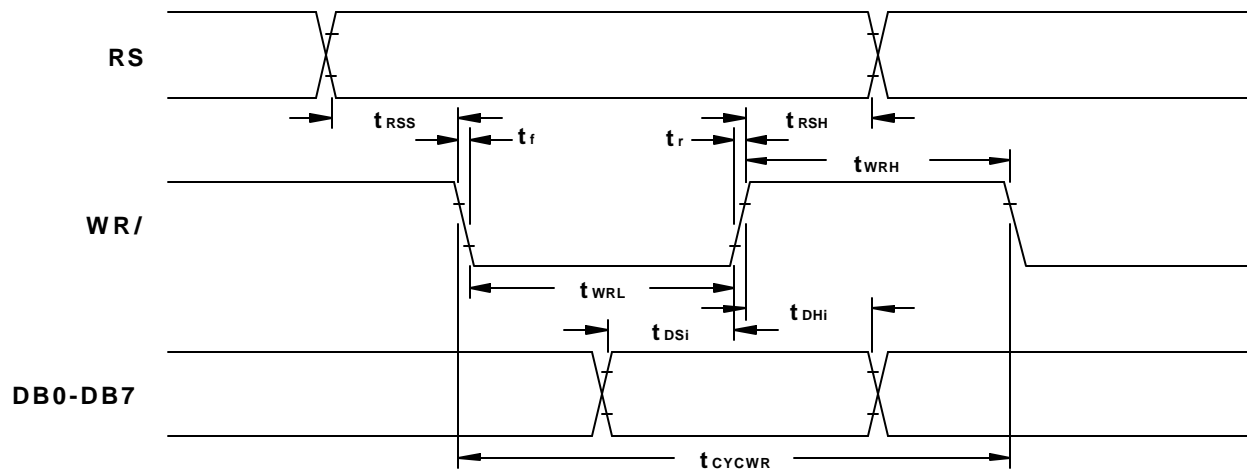 RS
tRSS
tRSH
tf
tr
tWRH
WR/
tWRL
tDHi
tDSi
DB0-DB7
tCYCWR